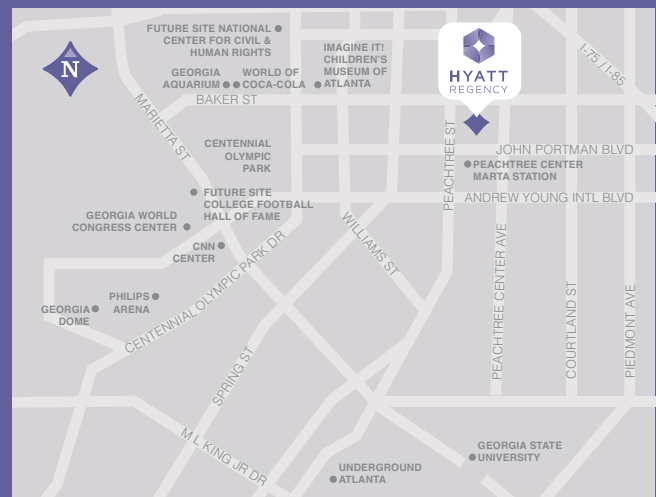 FUTURE SITE NATIONAL
CENTER FOR CIVIL &
HUMAN RIGHTS
IMAGINE IT!
CHILDREN'S
MUSEUM OF
ATLANTA
GEORGIA
AQUARIUM
WORLD OF
COCA-COLA
HYATT
REGENCY
I-75 / I-85
N
BAKER ST
MARIETTA ST
CENTENNIAL
OLYMPIC
PARK
PEACHTREE ST
JOHN PORTMAN BLVD
PEACHTREE CENTER
MARTA STATION
ANDREW YOUNG INTL BLVD
FUTURE SITE
COLLEGE FOOTBALL
HALL OF FAME
GEORGIA WORLD
CONGRESS CENTER
CNN
CENTER
WILLIAMS ST
CENTENNIAL OLYMPIC PARK DR
PEACHTREE CENTER AVE
COURTLAND ST
PIEDMONT AVE
PHILIPS
ARENA
GEORGIA
DOME
SPRING ST
M L KING JR DR
GEORGIA STATE
UNIVERSITY
UNDERGROUND
ATLANTA